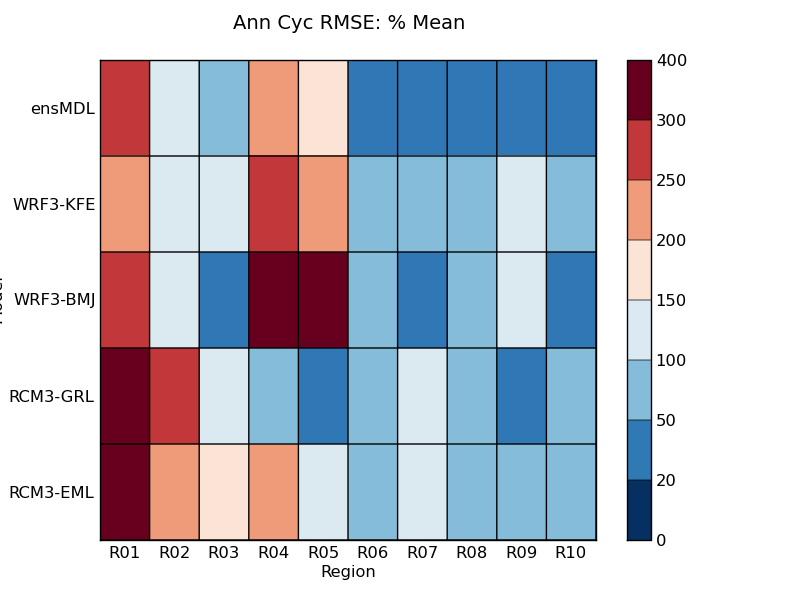 Ann Cyc RMSE: % Mean
ensMDL
WRF3-KFE
WRF3-BMJ
RCM3-GRL
RCM3-EML
R01 R02 R03 R04 R05 R06 R07 R08 R09 R10
Region
400
300
250
200
150
100
50
20
0